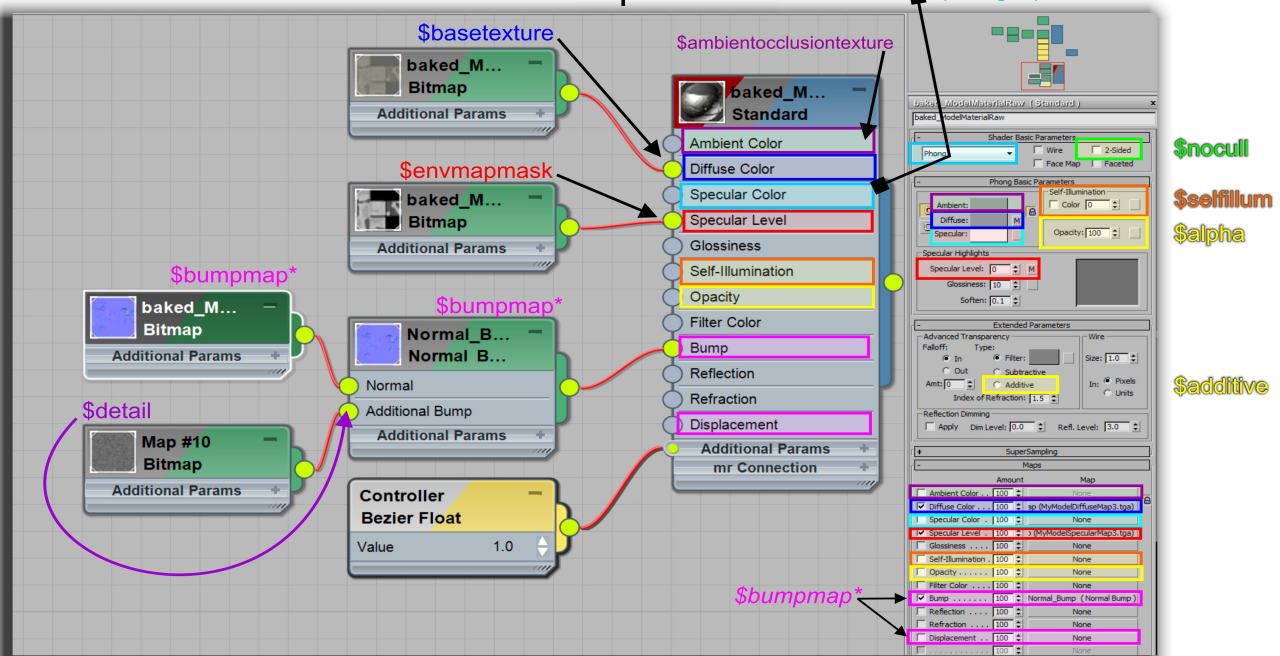 $basetexture
$ambientocclusiontexture
baked_M...
Bitmap
Additional Params +
$envmapmask
baked_M...
Bitmap
Additional Params +
$bumpmap*
baked_M...
Bitmap
Additional Params +
$bumpmap*
Normal_B...
Normal B...
Normal
Additional Bump
Additional Params +
$detail
Map #10
Bitmap
Additional Params +
Controller
Bezier Float
Value 1.0
baked_M...
Standard
Ambient Color
Diffuse Color
Specular Color
Specular Level
Glossiness
Self-Illumination
Opacity
Filter Color
Bump
Reflection
Refraction
Displacement
Additional Params +
mr Connection +
baked_ModelMaterialRaw ( Standard ) x
baked_ModelMaterialRaw
- Shader Basic Parameters
Phong
Wire
2-Sided
Face Map
Faceted
$nocull
- Phong Basic Parameters
Self-Illumination
Ambient:
Color 0
Diffuse: M
Specular:
Opacity: 100
$selfillum
$alpha
Specular Highlights
Specular Level: 0 M
Glossiness: 10
Soften: 0.1
- Extended Parameters
Advanced Transparency
Wire
Falloff: Type:
In Filter:
Size: 1.0
Out Subtractive
Amt: 0 Additive
In: Pixels
Units
Index of Refraction: 1.5
$additive
Reflection Dimming
Apply Dim Level: 0.0 Refl. Level: 3.0
+ SuperSampling
- Maps
Amount Map
Ambient Color . . 100 None
Diffuse Color . . . 100 sp (MyModelDiffuseMap3.tga)
Specular Color . 100 None
Specular Level . 100 ) (MyModelSpecularMap3.tga)
Glossiness . . . . 100 None
Self-Illumination . 100 None
Opacity . . . . . . 100 None
Filter Color . . . . 100 None
Bump . . . . . . . 100 Normal_Bump ( Normal Bump )
Reflection . . . . 100 None
Refraction . . . . 100 None
Displacement . . 100 None
100 None
$bumpmap*